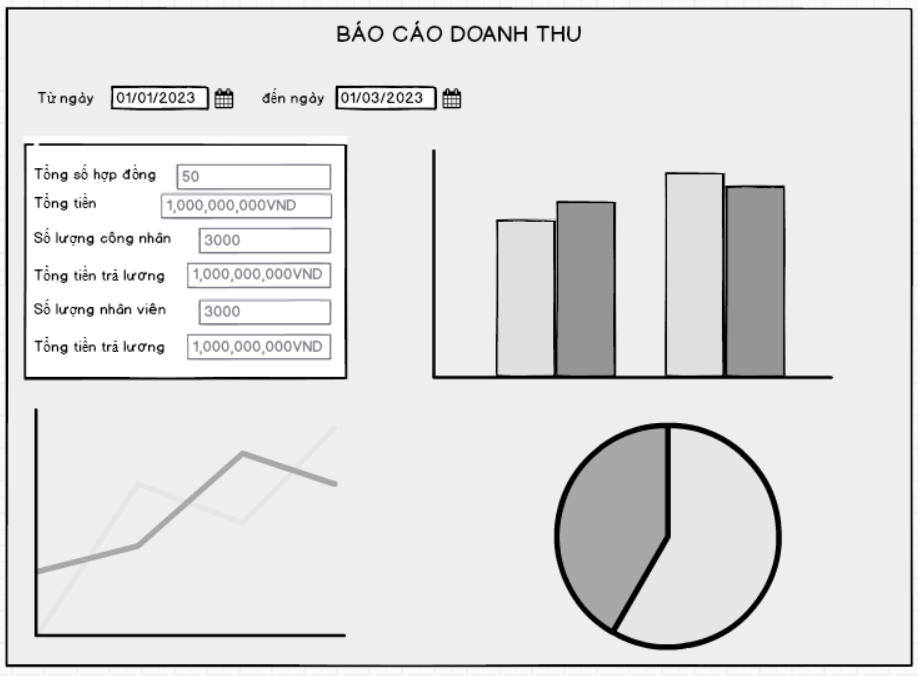 BÁO CÁO DOANH THU
Từ ngày 01/01/2023 đến ngày 01/03/2023
Tổng số hợp đồng 50
Tổng tiền 1,000,000,000VND
Số lượng công nhân 3000
Tổng tiền trả lương 1,000,000,000VND
Số lượng nhân viên 3000
Tổng tiền trả lương 1,000,000,000VND